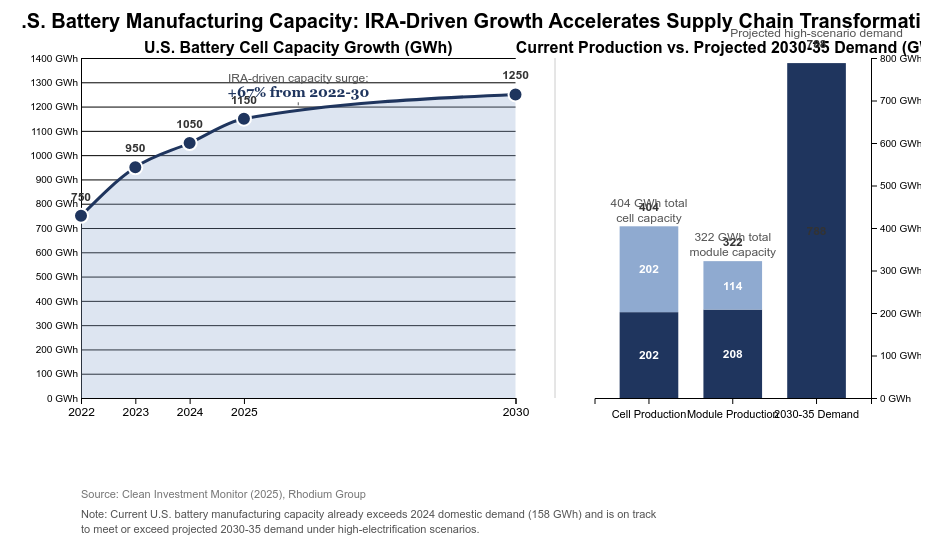 .S. Battery Manufacturing Capacity: IRA-Driven Growth Accelerates Supply Chain Transformati
U.S. Battery Cell Capacity Growth (GWh)
1400 GWh
1300 GWh
1200 GWh
1100 GWh
1000 GWh
900 GWh
800 GWh
700 GWh
600 GWh
500 GWh
400 GWh
300 GWh
200 GWh
100 GWh
0 GWh
2022
2023
2024
2025
2030
750
950
1050
1150
1250
IRA-driven capacity surge:
+67% from 2022-30
Projected high-scenario demand
Current Production vs. Projected 2030-35 Demand (GW
800 GWh
700 GWh
600 GWh
500 GWh
400 GWh
300 GWh
200 GWh
100 GWh
0 GWh
404 GWh total
404
cell capacity
202
202
322 GWh total
322
module capacity
114
208
Cell Production
Module Production
2030-35 Demand
Source: Clean Investment Monitor (2025), Rhodium Group
Note: Current U.S. battery manufacturing capacity already exceeds 2024 domestic demand (158 GWh) and is on track
to meet or exceed projected 2030-35 demand under high-electrification scenarios.